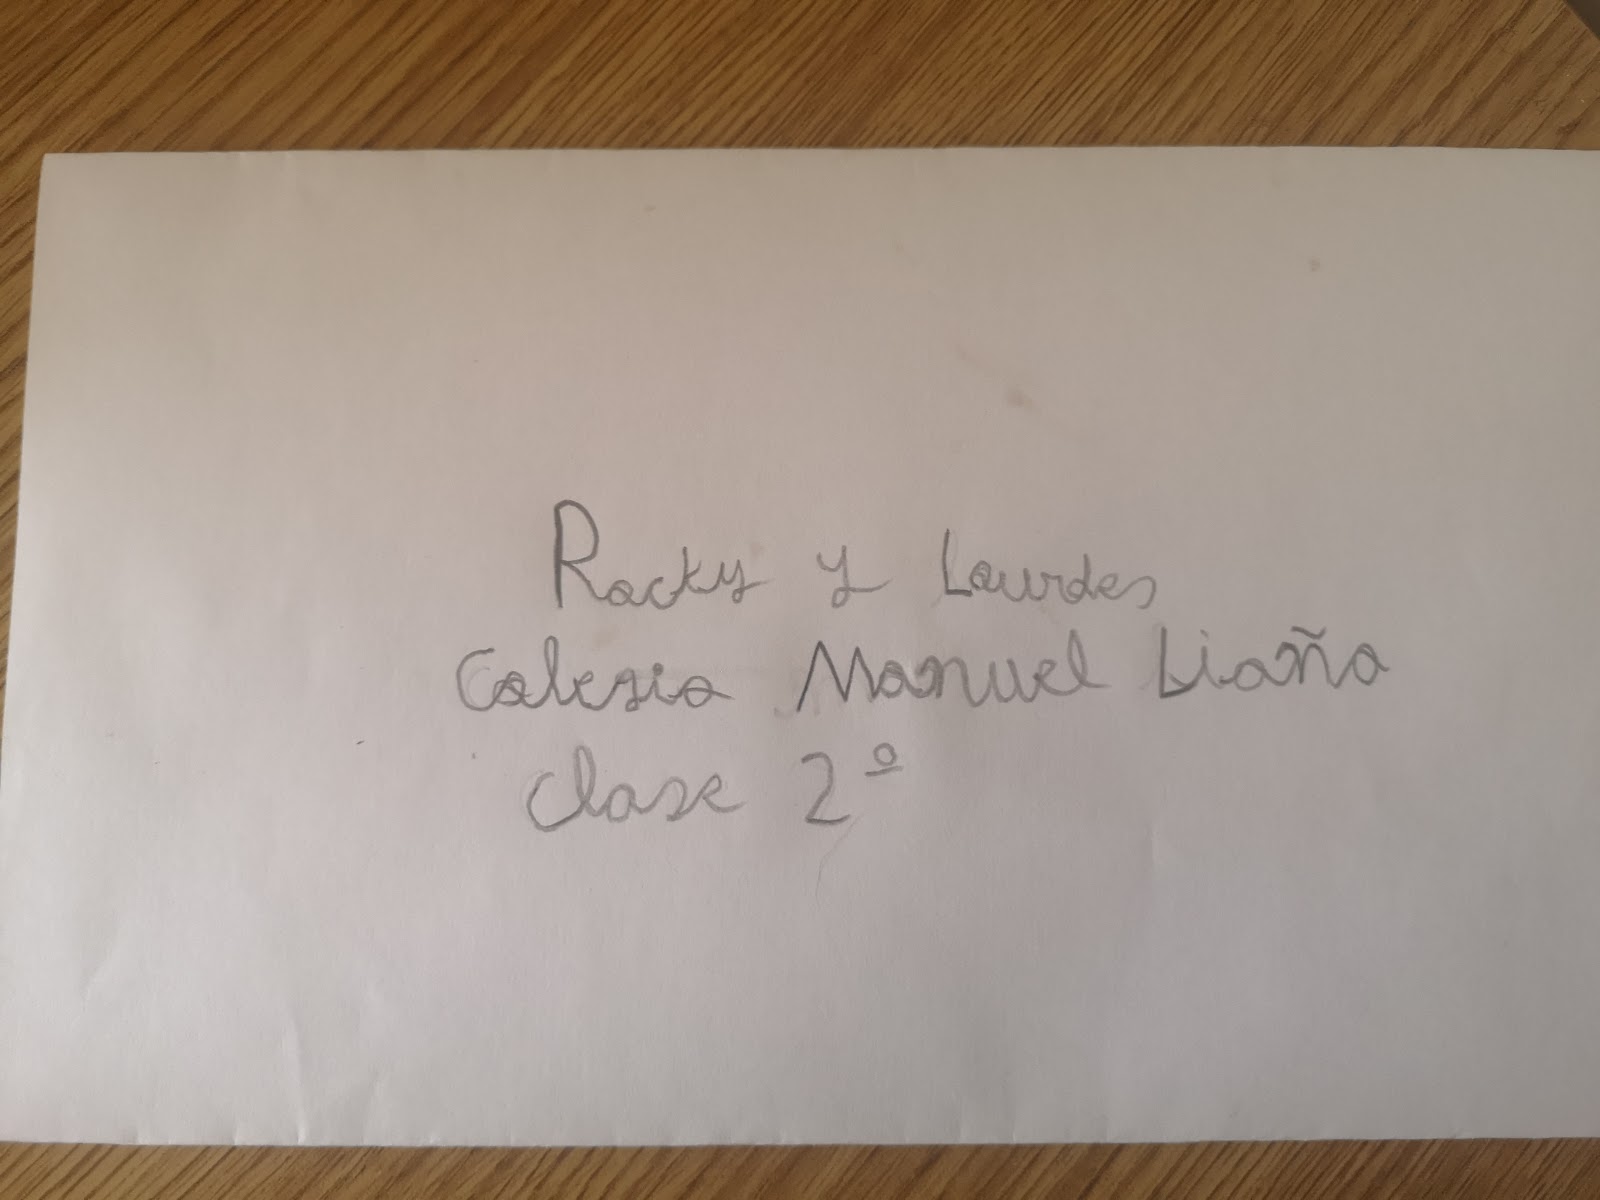 Rocky y Lourdes
Colegio Manuel Liaño
Clase 2º